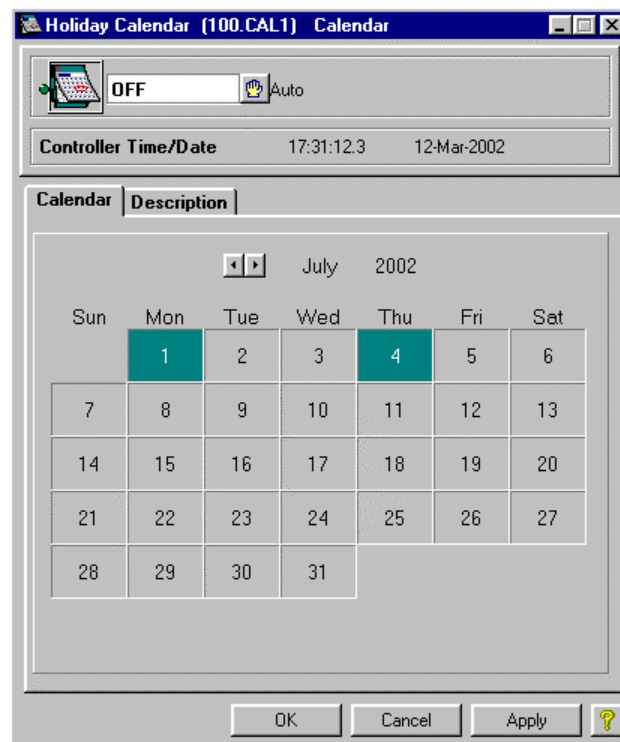 Holiday Calendar (100.CAL1) Calendar
OFF Auto
Controller Time/Date 17:31:12.3 12-Mar-2002
Calendar Description
July 2002
Sun Mon Tue Wed Thu Fri Sat
1 2 3 4 5 6
7 8 9 10 11 12 13
14 15 16 17 18 19 20
21 22 23 24 25 26 27
28 29 30 31
OK Cancel Apply ?